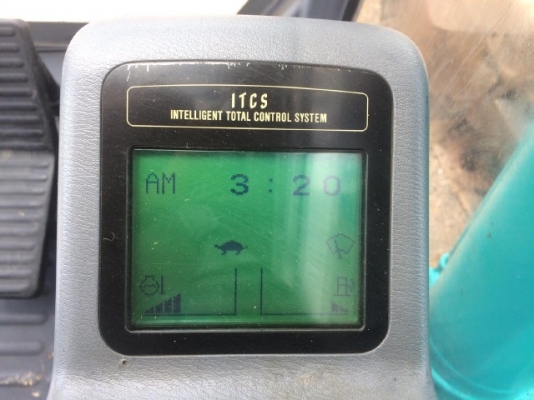 ITCS
INTELLIGENT TOTAL CONTROL SYSTEM
AM 3:20